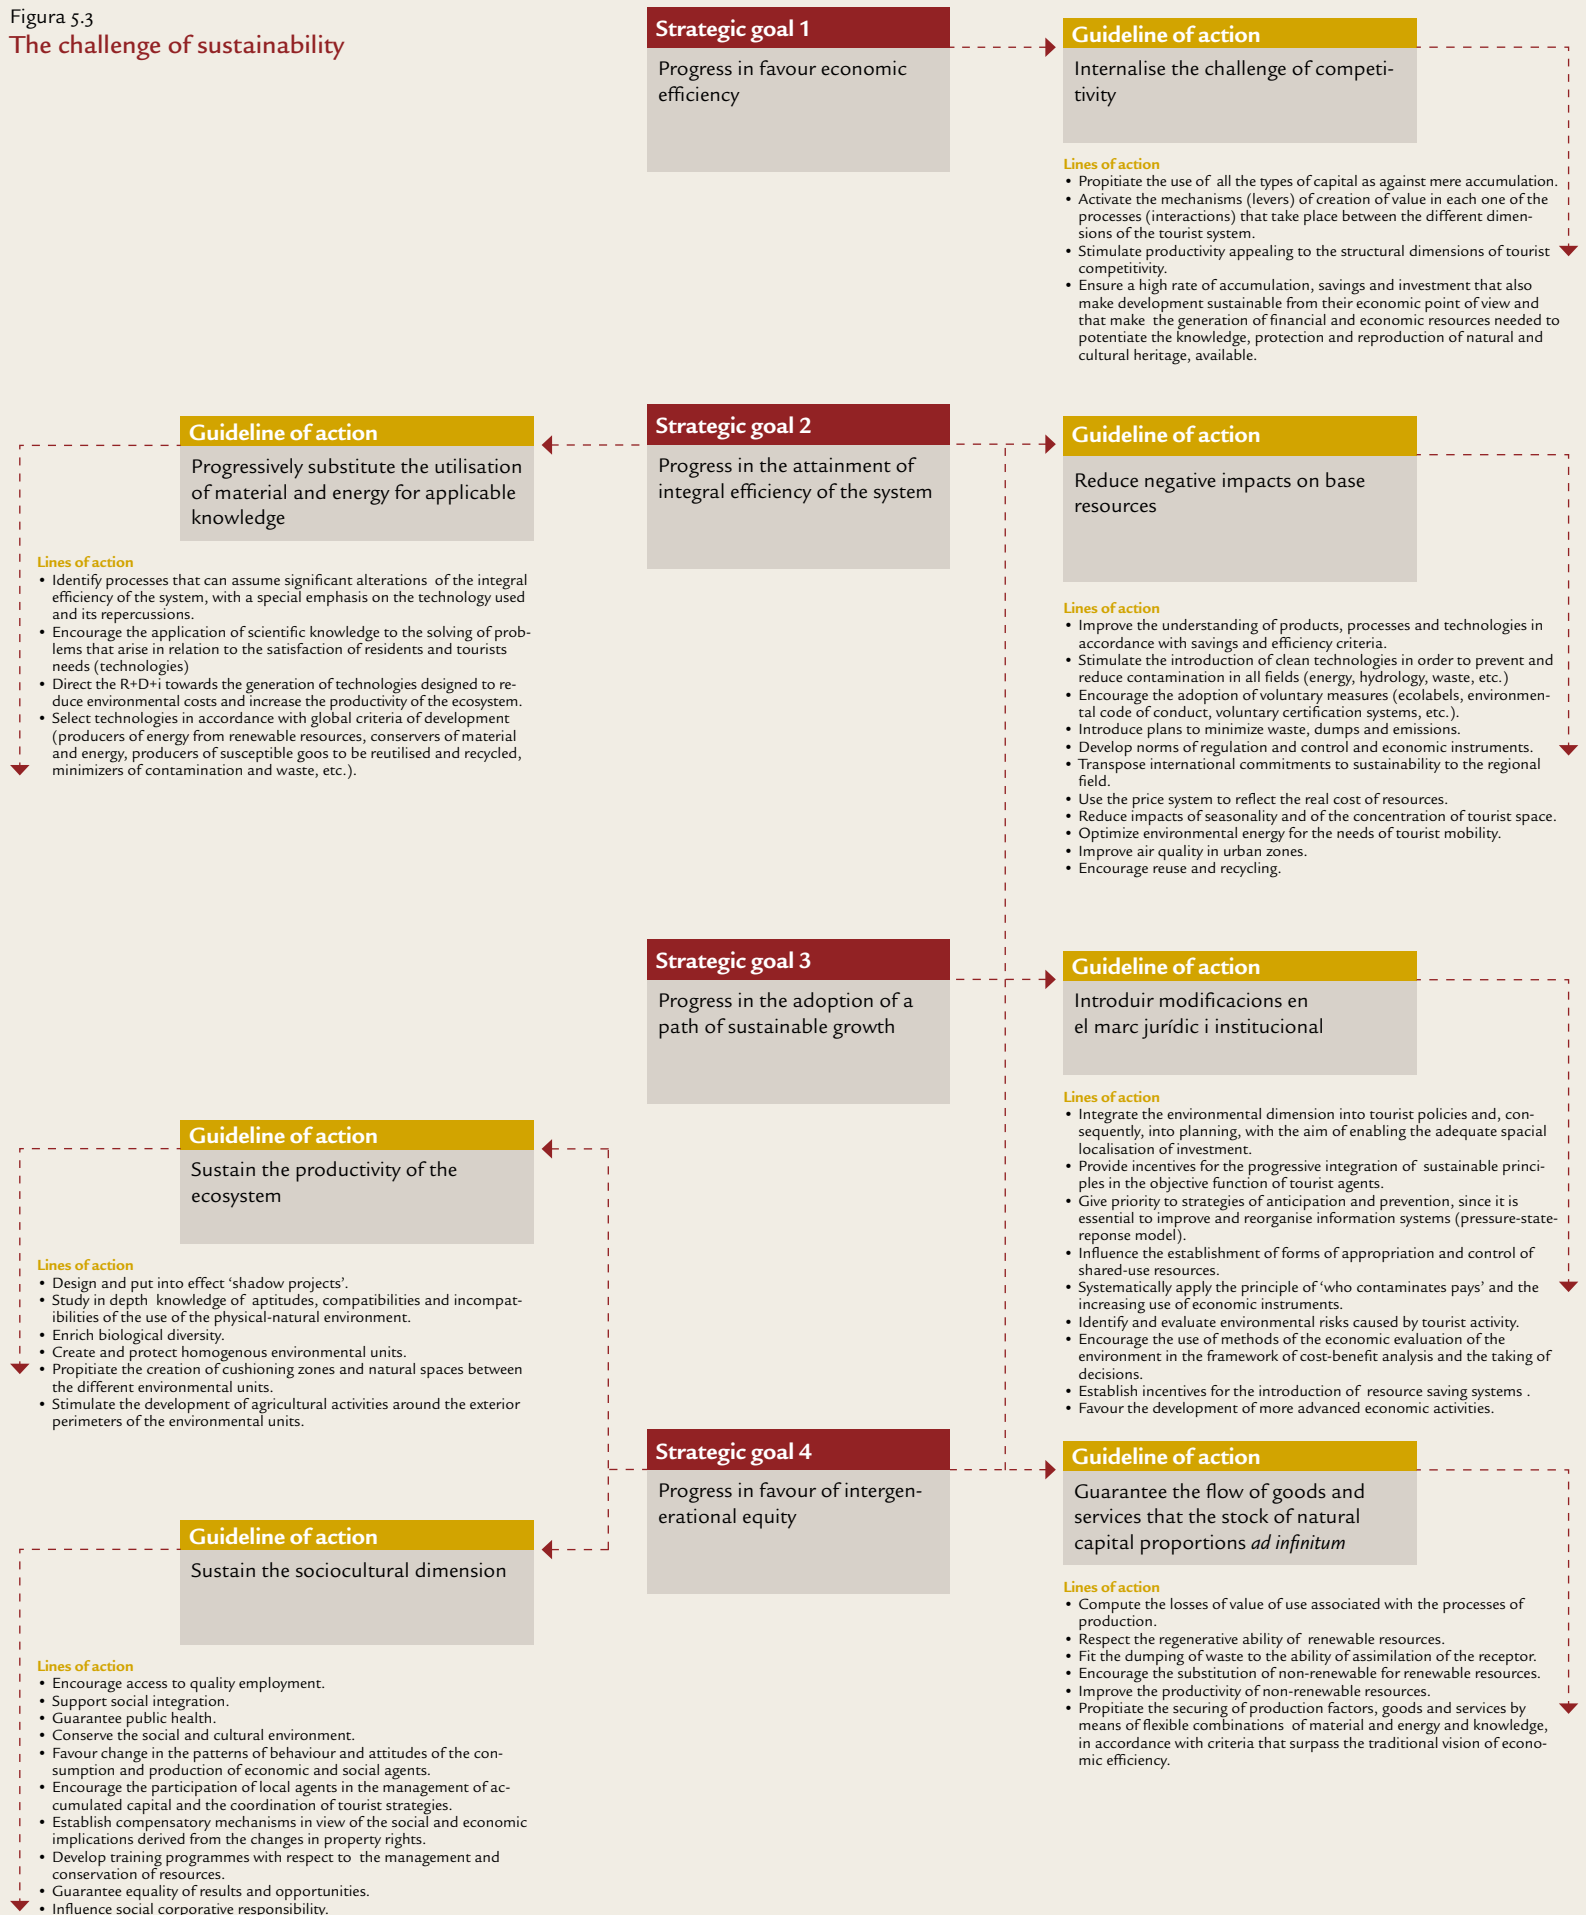 Figura 5.3
The challenge of sustainability
Strategic goal 1
Progress in favour economic
efficiency
Guideline of action
Internalise the challenge of competi-
tivity
Lines of action
• Propitiate the use of all the types of capital as against mere accumulation.
• Activate the mechanisms (levers) of creation of value in each one of the
processes (interactions) that take place between the different dimen-
sions of the tourist system.
• Stimulate productivity appealing to the structural dimensions of tourist
competitivity.
• Ensure a high rate of accumulation, savings and investment that also
make development sustainable from their economic point of view and
that make the generation of financial and economic resources needed to
potentiate the knowledge, protection and reproduction of natural and
cultural heritage, available.
Guideline of action
Progressively substitute the utilisation
of material and energy for applicable
knowledge
Lines of action
• Identify processes that can assume significant alterations of the integral
efficiency of the system, with a special emphasis on the technology used
and its repercussions.
• Encourage the application of scientific knowledge to the solving of prob-
lems that arise in relation to the satisfaction of residents and tourists
needs (technologies)
• Direct the R+D+i towards the generation of technologies designed to re-
duce environmental costs and increase the productivity of the ecosystem.
• Select technologies in accordance with global criteria of development
(producers of energy from renewable resources, conservers of material
and energy, producers of susceptible goos to be reutilised and recycled,
minimizers of contamination and waste, etc.).
Strategic goal 2
Progress in the attainment of
integral efficiency of the system
Guideline of action
Reduce negative impacts on base
resources
Lines of action
• Improve the understanding of products, processes and technologies in
accordance with savings and efficiency criteria.
• Stimulate the introduction of clean technologies in order to prevent and
reduce contamination in all fields (energy, hydrology, waste, etc.)
• Encourage the adoption of voluntary measures (ecolabels, environmen-
tal code of conduct, voluntary certification systems, etc.).
• Introduce plans to minimize waste, dumps and emissions.
• Develop norms of regulation and control and economic instruments.
• Transpose international commitments to sustainability to the regional
field.
• Use the price system to reflect the real cost of resources.
• Reduce impacts of seasonality and of the concentration of tourist space.
• Optimize environmental energy for the needs of tourist mobility.
• Improve air quality in urban zones.
• Encourage reuse and recycling.
Strategic goal 3
Progress in the adoption of a
path of sustainable growth
Guideline of action
Introduir modificacions en
el marc jurídic i institucional
Lines of action
• Integrate the environmental dimension into tourist policies and, con-
sequently, into planning, with the aim of enabling the adequate spacial
localisation of investment.
• Provide incentives for the progressive integration of sustainable princi-
ples in the objective function of tourist agents.
• Give priority to strategies of anticipation and prevention, since it is
essential to improve and reorganise information systems (pressure-state-
reponse model).
• Influence the establishment of forms of appropriation and control of
shared-use resources.
• Systematically apply the principle of ‘who contaminates pays’ and the
increasing use of economic instruments.
• Identify and evaluate environmental risks caused by tourist activity.
• Encourage the use of methods of the economic evaluation of the
environment in the framework of cost-benefit analysis and the taking of
decisions.
• Establish incentives for the introduction of resource saving systems .
• Favour the development of more advanced economic activities.
Guideline of action
Sustain the productivity of the
ecosystem
Lines of action
• Design and put into effect ‘shadow projects’.
• Study in depth knowledge of aptitudes, compatibilities and incompat-
ibilities of the use of the physical-natural environment.
• Enrich biological diversity.
• Create and protect homogenous environmental units.
• Propitiate the creation of cushioning zones and natural spaces between
the different environmental units.
• Stimulate the development of agricultural activities around the exterior
perimeters of the environmental units.
Strategic goal 4
Progress in favour of intergen-
erational equity
Guideline of action
Guarantee the flow of goods and
services that the stock of natural
capital proportions ad infinitum
Lines of action
• Compute the losses of value of use associated with the processes of
production.
• Respect the regenerative ability of renewable resources.
• Fit the dumping of waste to the ability of assimilation of the receptor.
• Encourage the substitution of non-renewable for renewable resources.
• Improve the productivity of non-renewable resources.
• Propitiate the securing of production factors, goods and services by
means of flexible combinations of material and energy and knowledge,
in accordance with criteria that surpass the traditional vision of econo-
mic efficiency.
Guideline of action
Sustain the sociocultural dimension
Lines of action
• Encourage access to quality employment.
• Support social integration.
• Guarantee public health.
• Conserve the social and cultural environment.
• Favour change in the patterns of behaviour and attitudes of the con-
sumption and production of economic and social agents.
• Encourage the participation of local agents in the management of ac-
cumulated capital and the coordination of tourist strategies.
• Establish compensatory mechanisms in view of the social and economic
implications derived from the changes in property rights.
• Develop training programmes with respect to the management and
conservation of resources.
• Guarantee equality of results and opportunities.
• Influence social corporative responsibility.